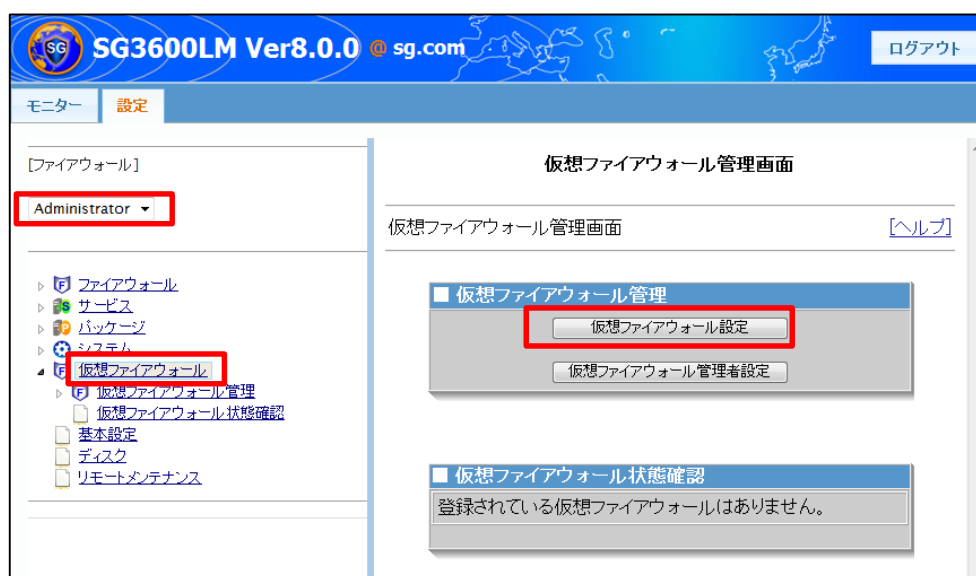 SG
SG3600LM Ver8.0.0 @ sg.com
ログアウト
モニター
設定
[ファイアウォール]
Administrator
ファイアウォール
サービス
パッケージ
システム
仮想ファイアウォール
仮想ファイアウォール管理
仮想ファイアウォール状態確認
基本設定
ディスク
リモートメンテナンス
仮想ファイアウォール管理画面
仮想ファイアウォール管理画面
[ヘルプ]
■ 仮想ファイアウォール管理
仮想ファイアウォール設定
仮想ファイアウォール管理者設定
■ 仮想ファイアウォール状態確認
登録されている仮想ファイアウォールはありません。